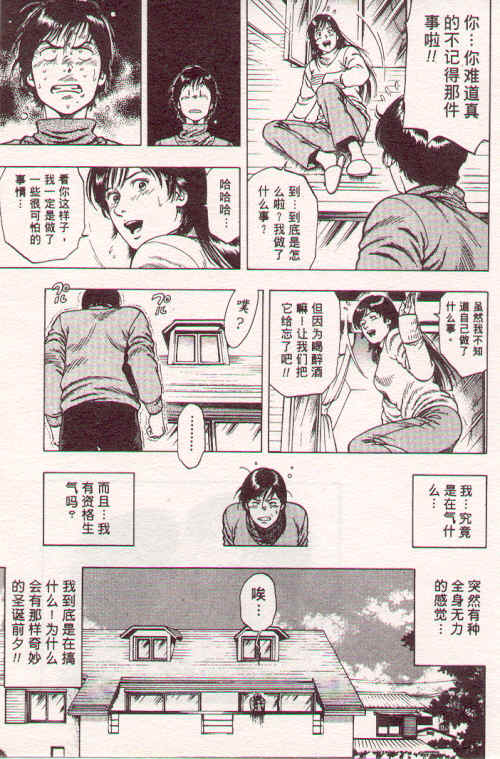 你…你难道真
的不记得那件
事啦!!
到…到底是怎
么啦?我做了
什么事?
哈哈哈…
看你这样子,
我一定是做了
一些很可怕的
事情…
虽然我不知
道自己做了
什么事。
但因为喝醉酒
嘛!让我们把
它给忘了吧!!
噗?
プル
プル
………
我…究竟
是在气什
么…
而且…我
有资格生
气吗?
突然有种
全身无力
的感觉…
唉…
我到底是在搞
什么!为什么
会有那样奇妙
的圣诞前夕!!